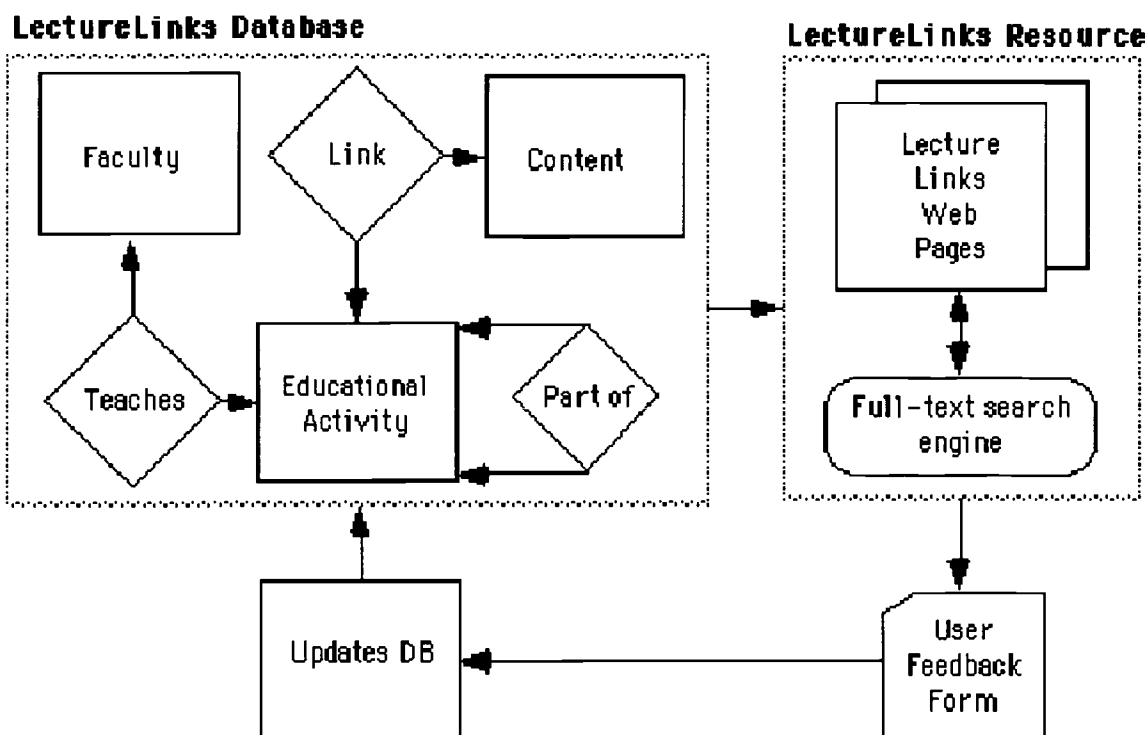 LectureLinks Database
LectureLinks Resource
Faculty
Link
Content
Lecture
Links
Web
Pages
Teaches
Educational
Activity
Part of
Full-text search
engine
Updates DB
User
Feedback
Form